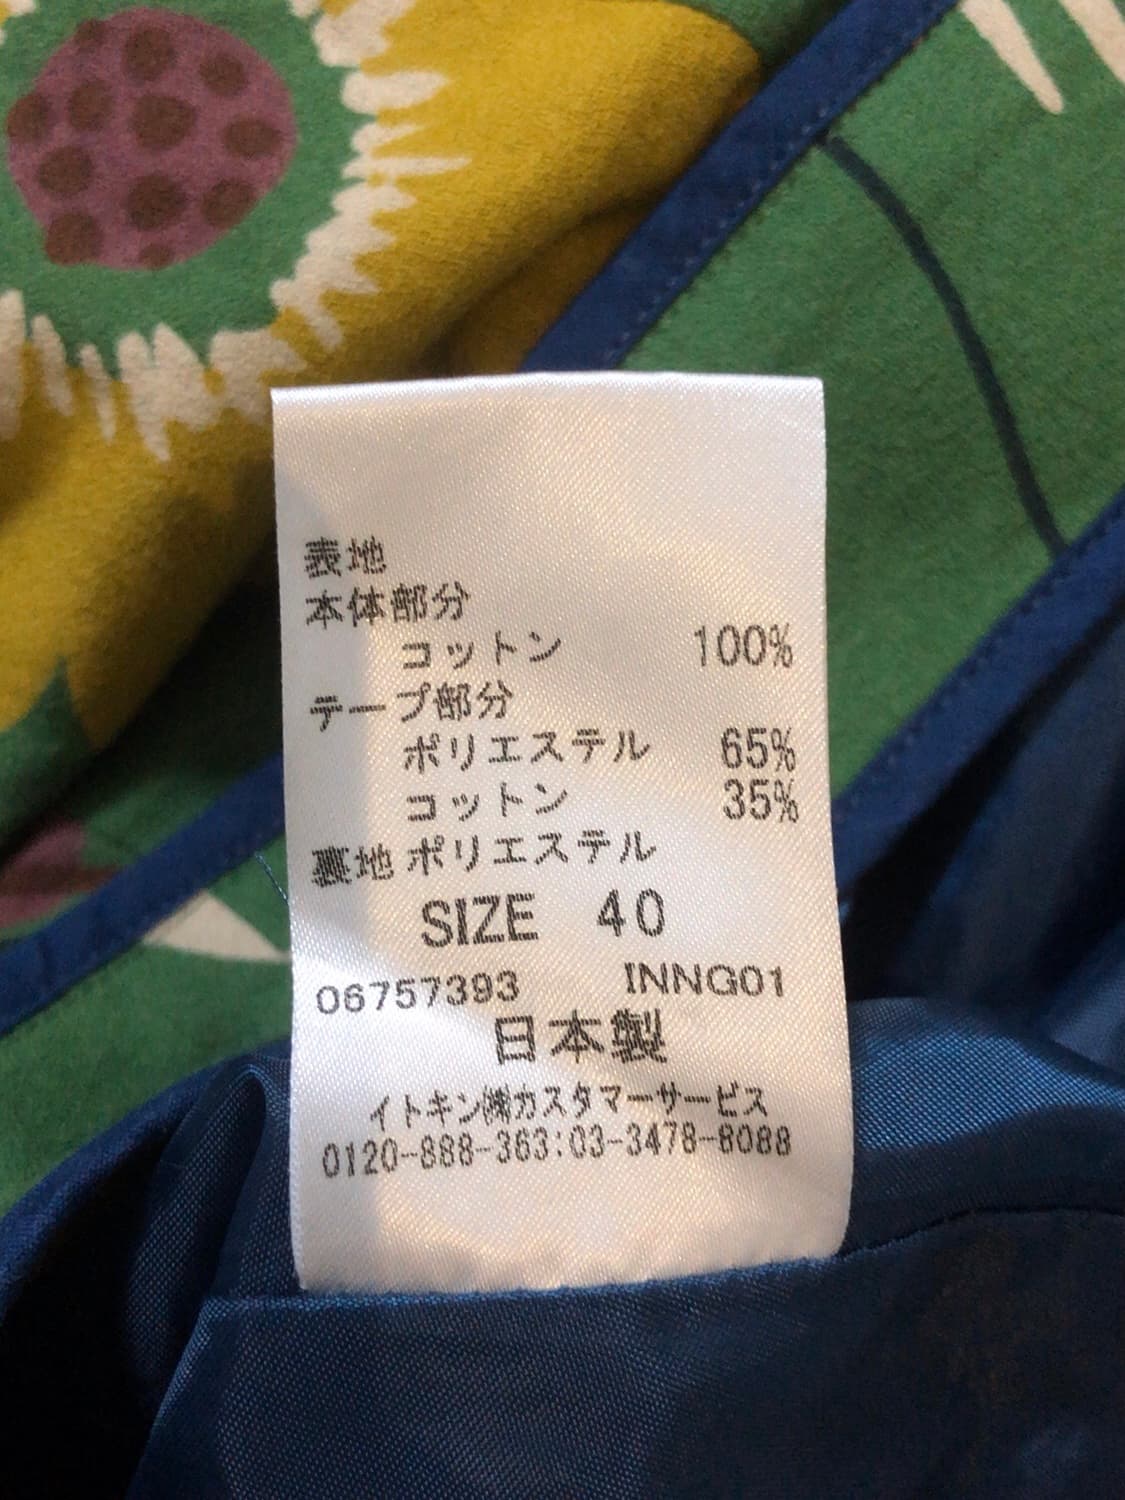 表地
本体部分
コットン 100%
テープ部分
ポリエステル 65%
コットン 35%
裏地 ポリエステル
SIZE 40
06757393 INNG01
日本製
イトキン㈱カスタマーサービス
0120-888-363:03-3478-8088